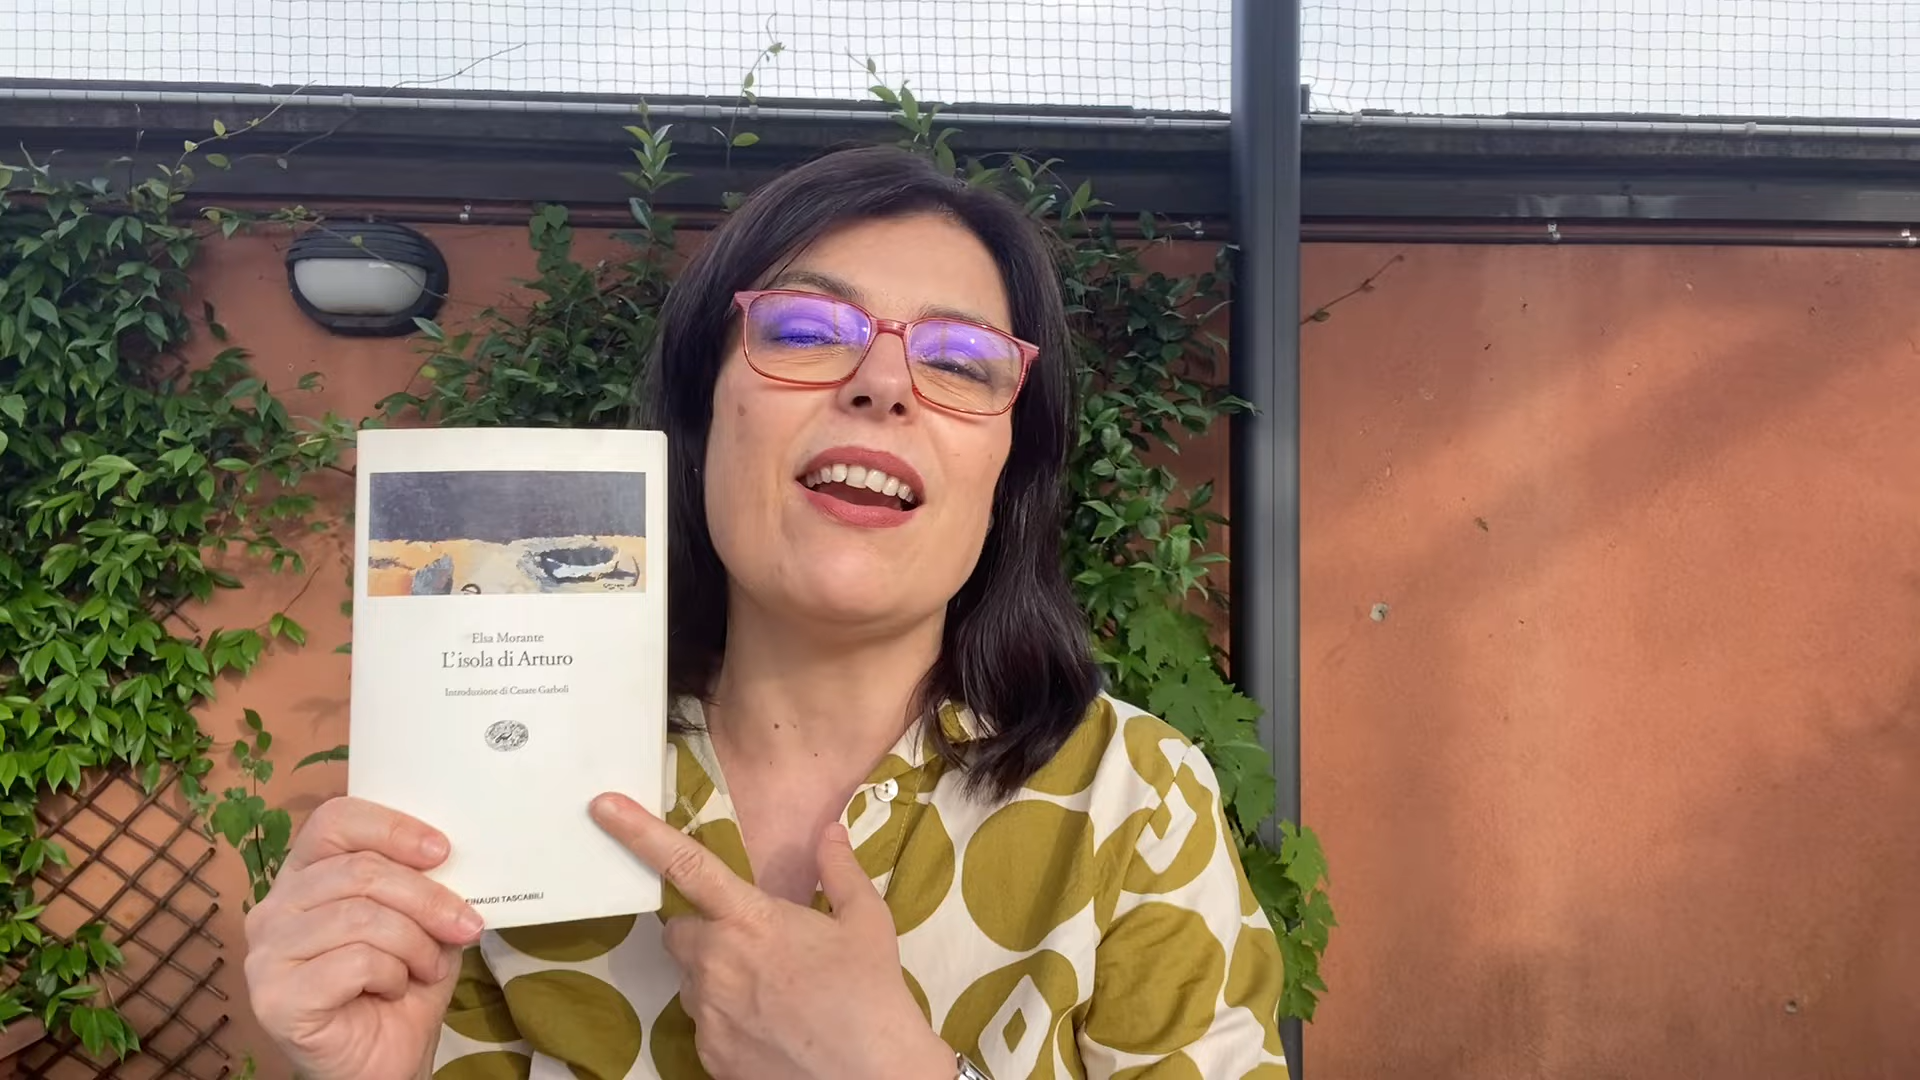 Elsa Morante
L'isola di Arturo
Introduzione di Cesare Garboli
EINAUDI TASCABILI